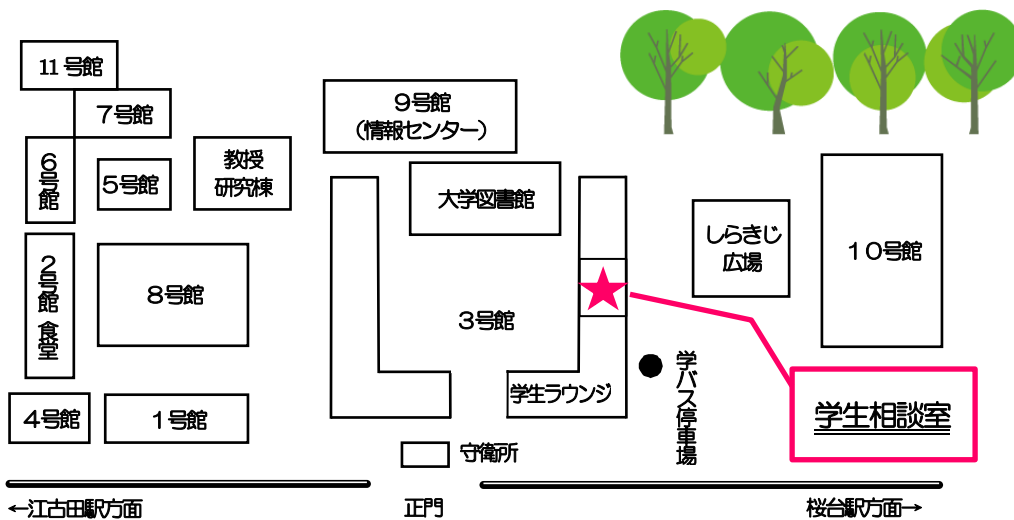 11号館
7号館
9号館
(情報センター)
6号館
5号館
教授
研究棟
大学図書館
しらきじ
広場
10号館
2号館 食堂
8号館
3号館
学バス停車場
学生ラウンジ
学生相談室
4号館
1号館
守衛所
←江古田駅方面
正門
桜台駅方面→